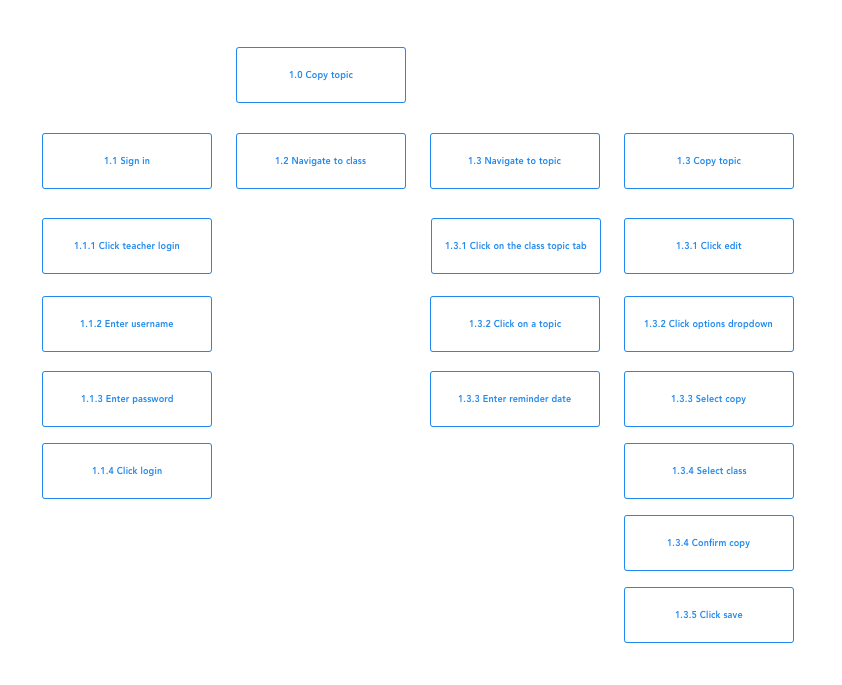 1.0 Copy topic
1.1 Sign in
1.2 Navigate to class
1.3 Navigate to topic
1.3 Copy topic
1.1.1 Click teacher login
1.3.1 Click on the class topic tab
1.3.1 Click edit
1.1.2 Enter username
1.3.2 Click on a topic
1.3.2 Click options dropdown
1.1.3 Enter password
1.3.3 Enter reminder date
1.3.3 Select copy
1.1.4 Click login
1.3.4 Select class
1.3.4 Confirm copy
1.3.5 Click save